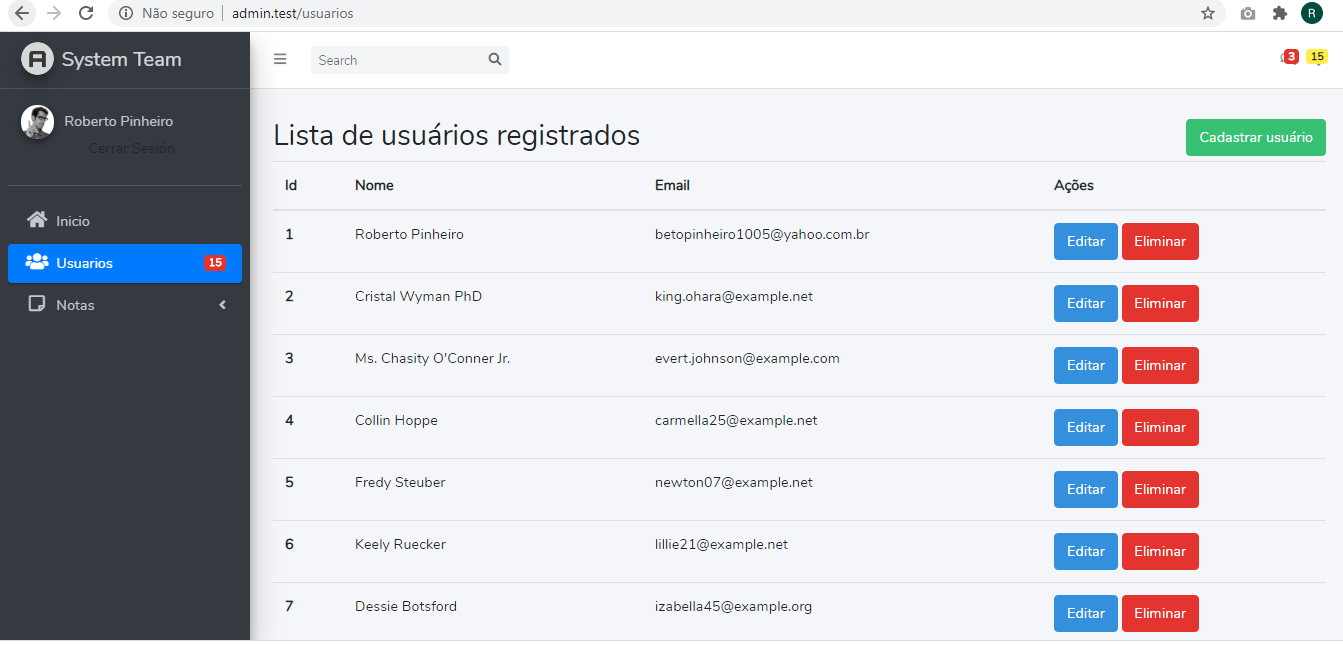 Não seguro admin.test/usuarios R
A System Team
Search
3 15
Roberto Pinheiro
Cerrar Sesión
Inicio
Usuarios 15
Notas
Lista de usuários registrados
Cadastrar usuário
Id Nome Email Ações
1 Roberto Pinheiro betopinheiro1005@yahoo.com.br Editar Eliminar
2 Cristal Wyman PhD king.ohara@example.net Editar Eliminar
3 Ms. Chasity O'Conner Jr. evert.johnson@example.com Editar Eliminar
4 Collin Hoppe carmella25@example.net Editar Eliminar
5 Fredy Steuber newton07@example.net Editar Eliminar
6 Keely Ruecker lillie21@example.net Editar Eliminar
7 Dessie Botsford izabella45@example.org Editar Eliminar